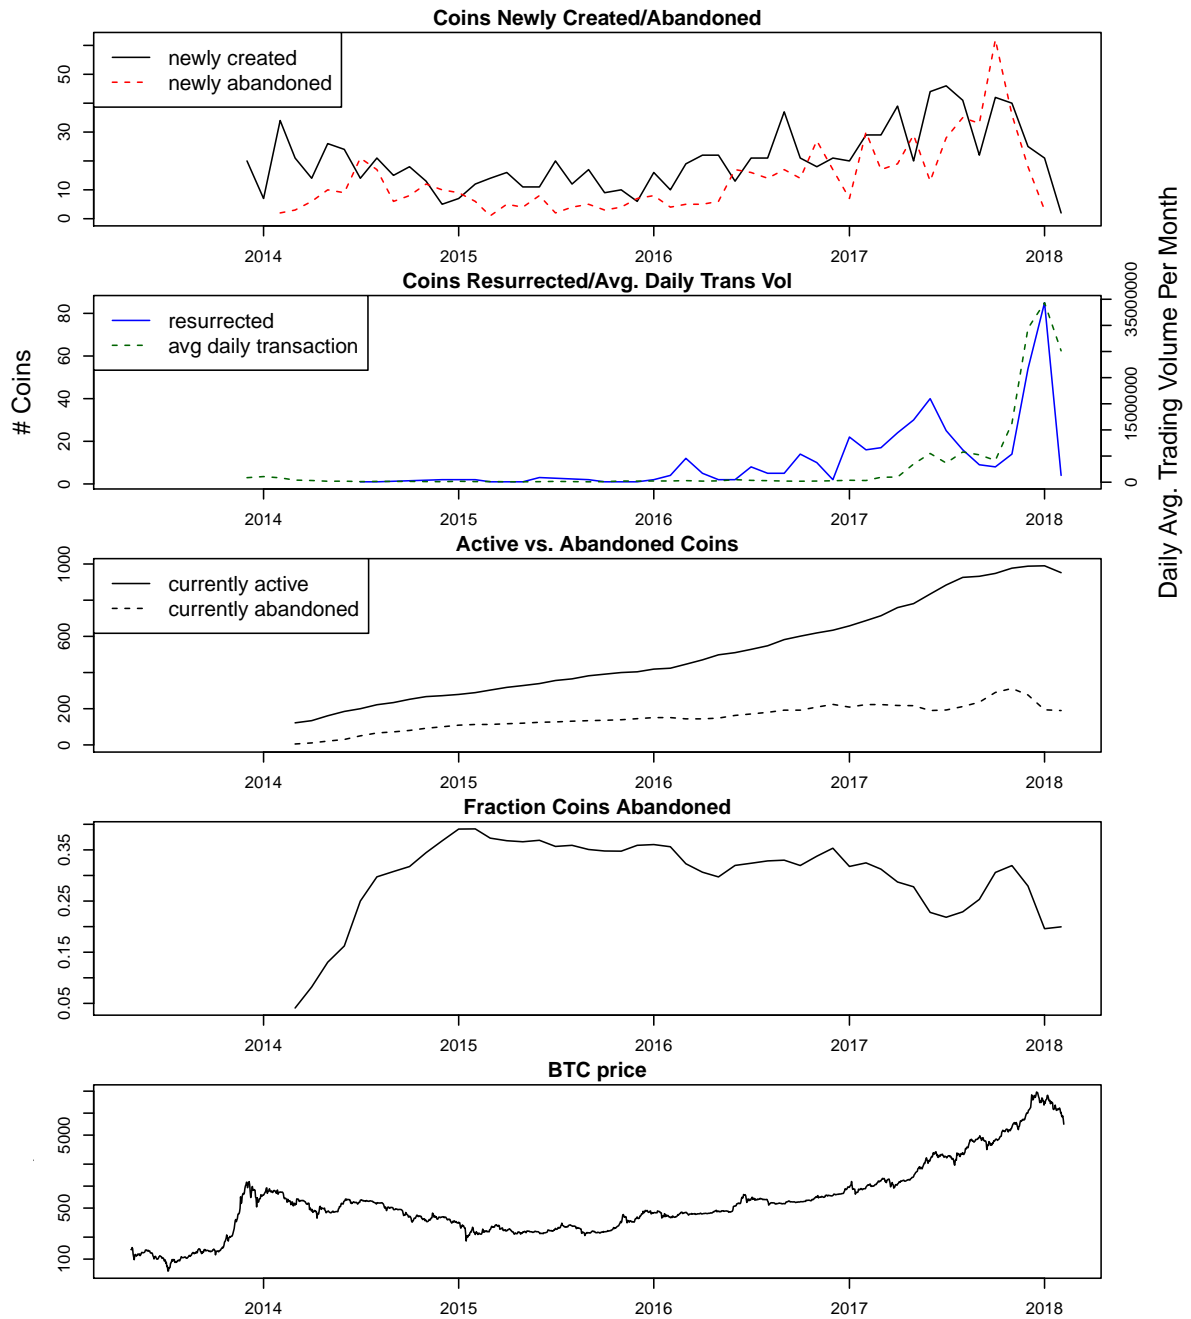 Coins Newly Created/Abandoned
newly created
newly abandoned
0 10 30 50
2014 2015 2016 2017 2018
Coins Resurrected/Avg. Daily Trans Vol
resurrected
avg daily transaction
# Coins
0 20 40 60 80
0 15000000 35000000
Daily Avg. Trading Volume Per Month
2014 2015 2016 2017 2018
Active vs. Abandoned Coins
currently active
currently abandoned
0 200 600 1000
2014 2015 2016 2017 2018
Fraction Coins Abandoned
0.05 0.15 0.25 0.35
2014 2015 2016 2017 2018
BTC price
100 500 5000
2014 2015 2016 2017 2018